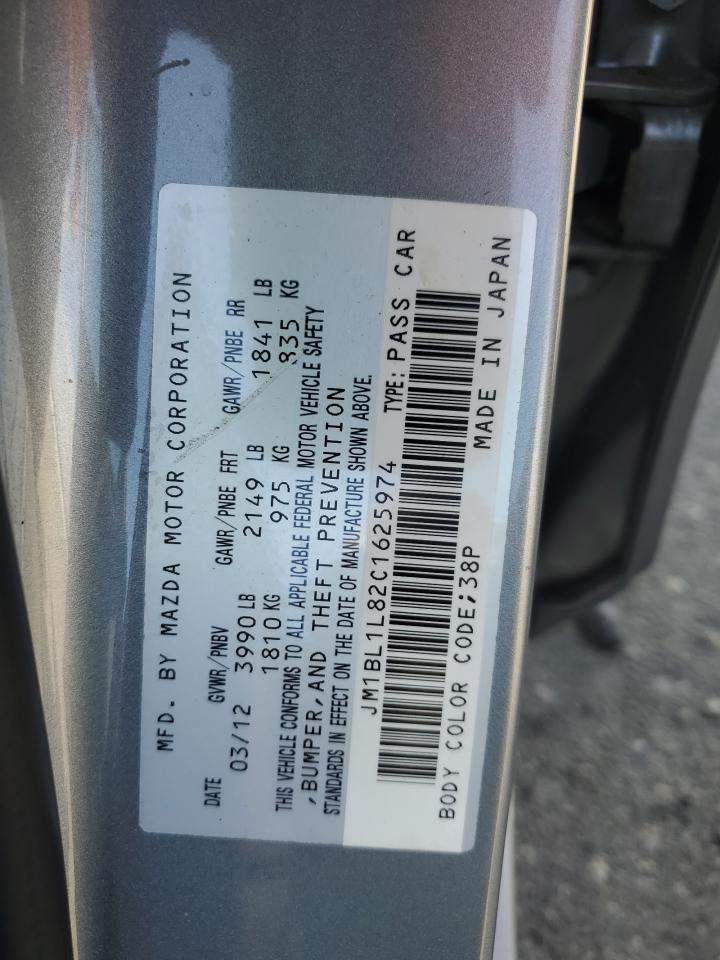 MFD. BY MAZDA MOTOR CORPORATION
DATE GVWR/PNBV GAWR/PNBE FRT GAWR/PNBE RR
03/12 3990 LB 2149 LB 1841 LB
1810 KG 975 KG 835 KG
THIS VEHICLE CONFORMS TO ALL APPLICABLE FEDERAL MOTOR VEHICLE SAFETY
,BUMPER,AND THEFT PREVENTION
STANDARDS IN EFFECT ON THE DATE OF MANUFACTURE SHOWN ABOVE.
JM1BL1L82C1625974 TYPE: PASS CAR
BODY COLOR CODE;38P MADE IN JAPAN